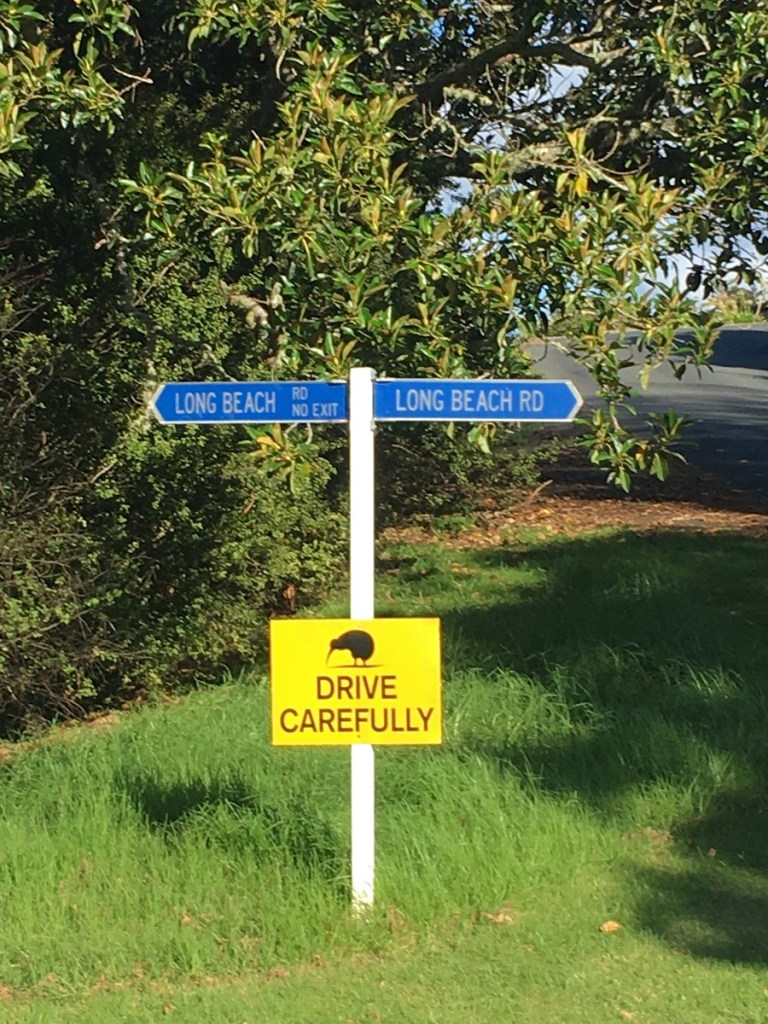 LONG BEACH RD
NO EXIT
LONG BEACH RD
DRIVE
CAREFULLY